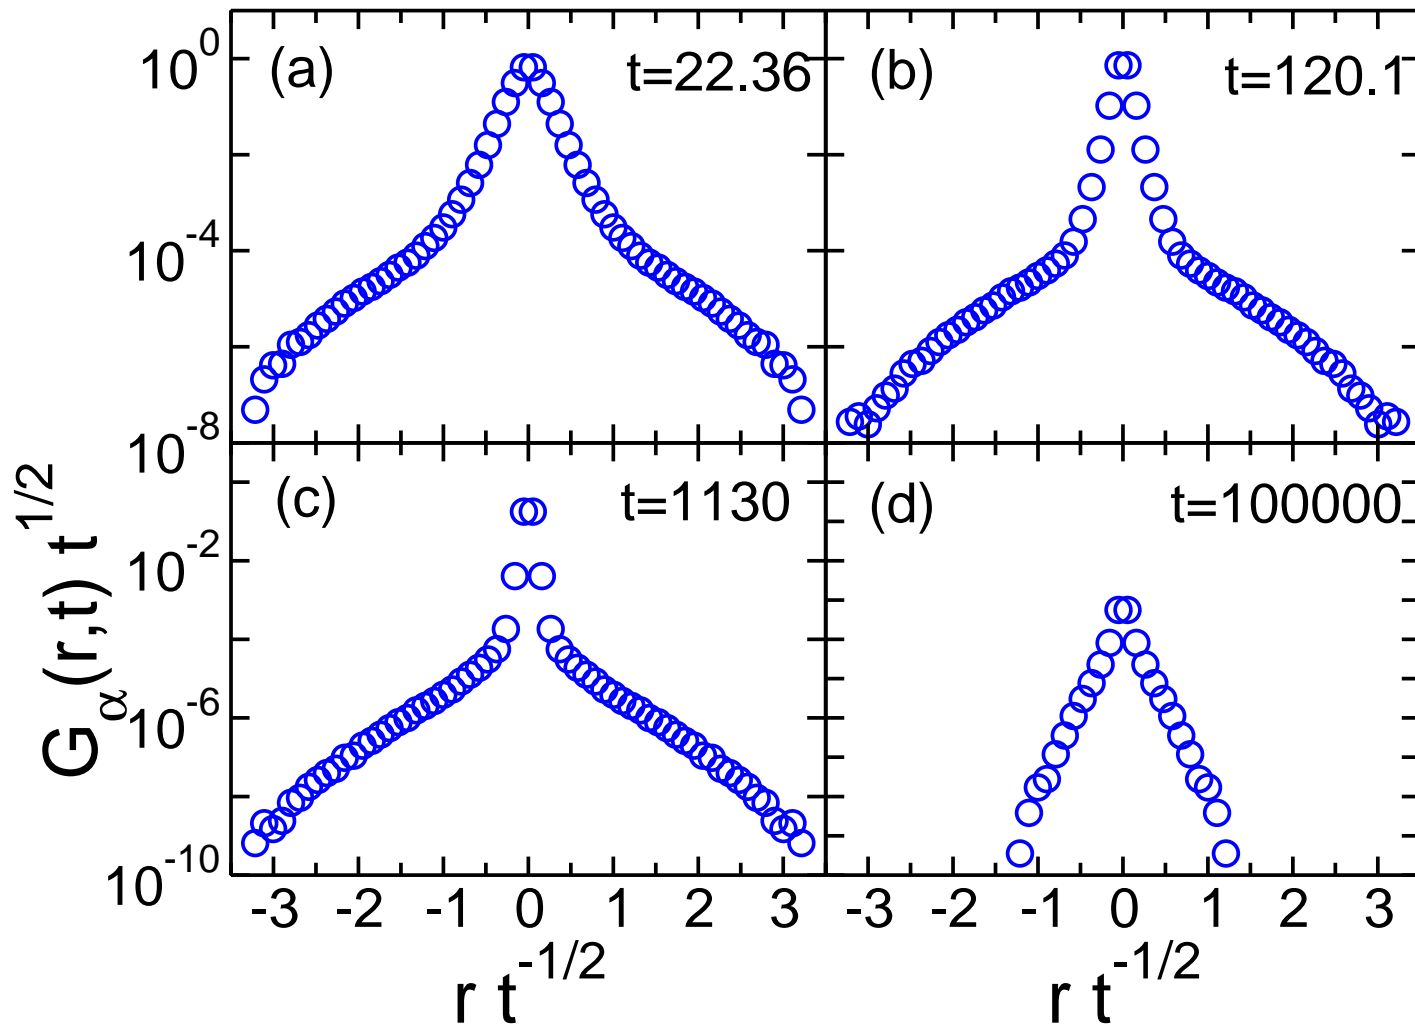 (a)
t=22.36
(b)
t=120.1
10^0
10^-4
10^-8
(c)
t=1130
(d)
t=100000
10^0
10^-2
10^-6
10^-10
G_α(r,t) t^1/2
-3 -2 -1 0 1 2 3
-3 -2 -1 0 1 2 3
r t^-1/2
r t^-1/2